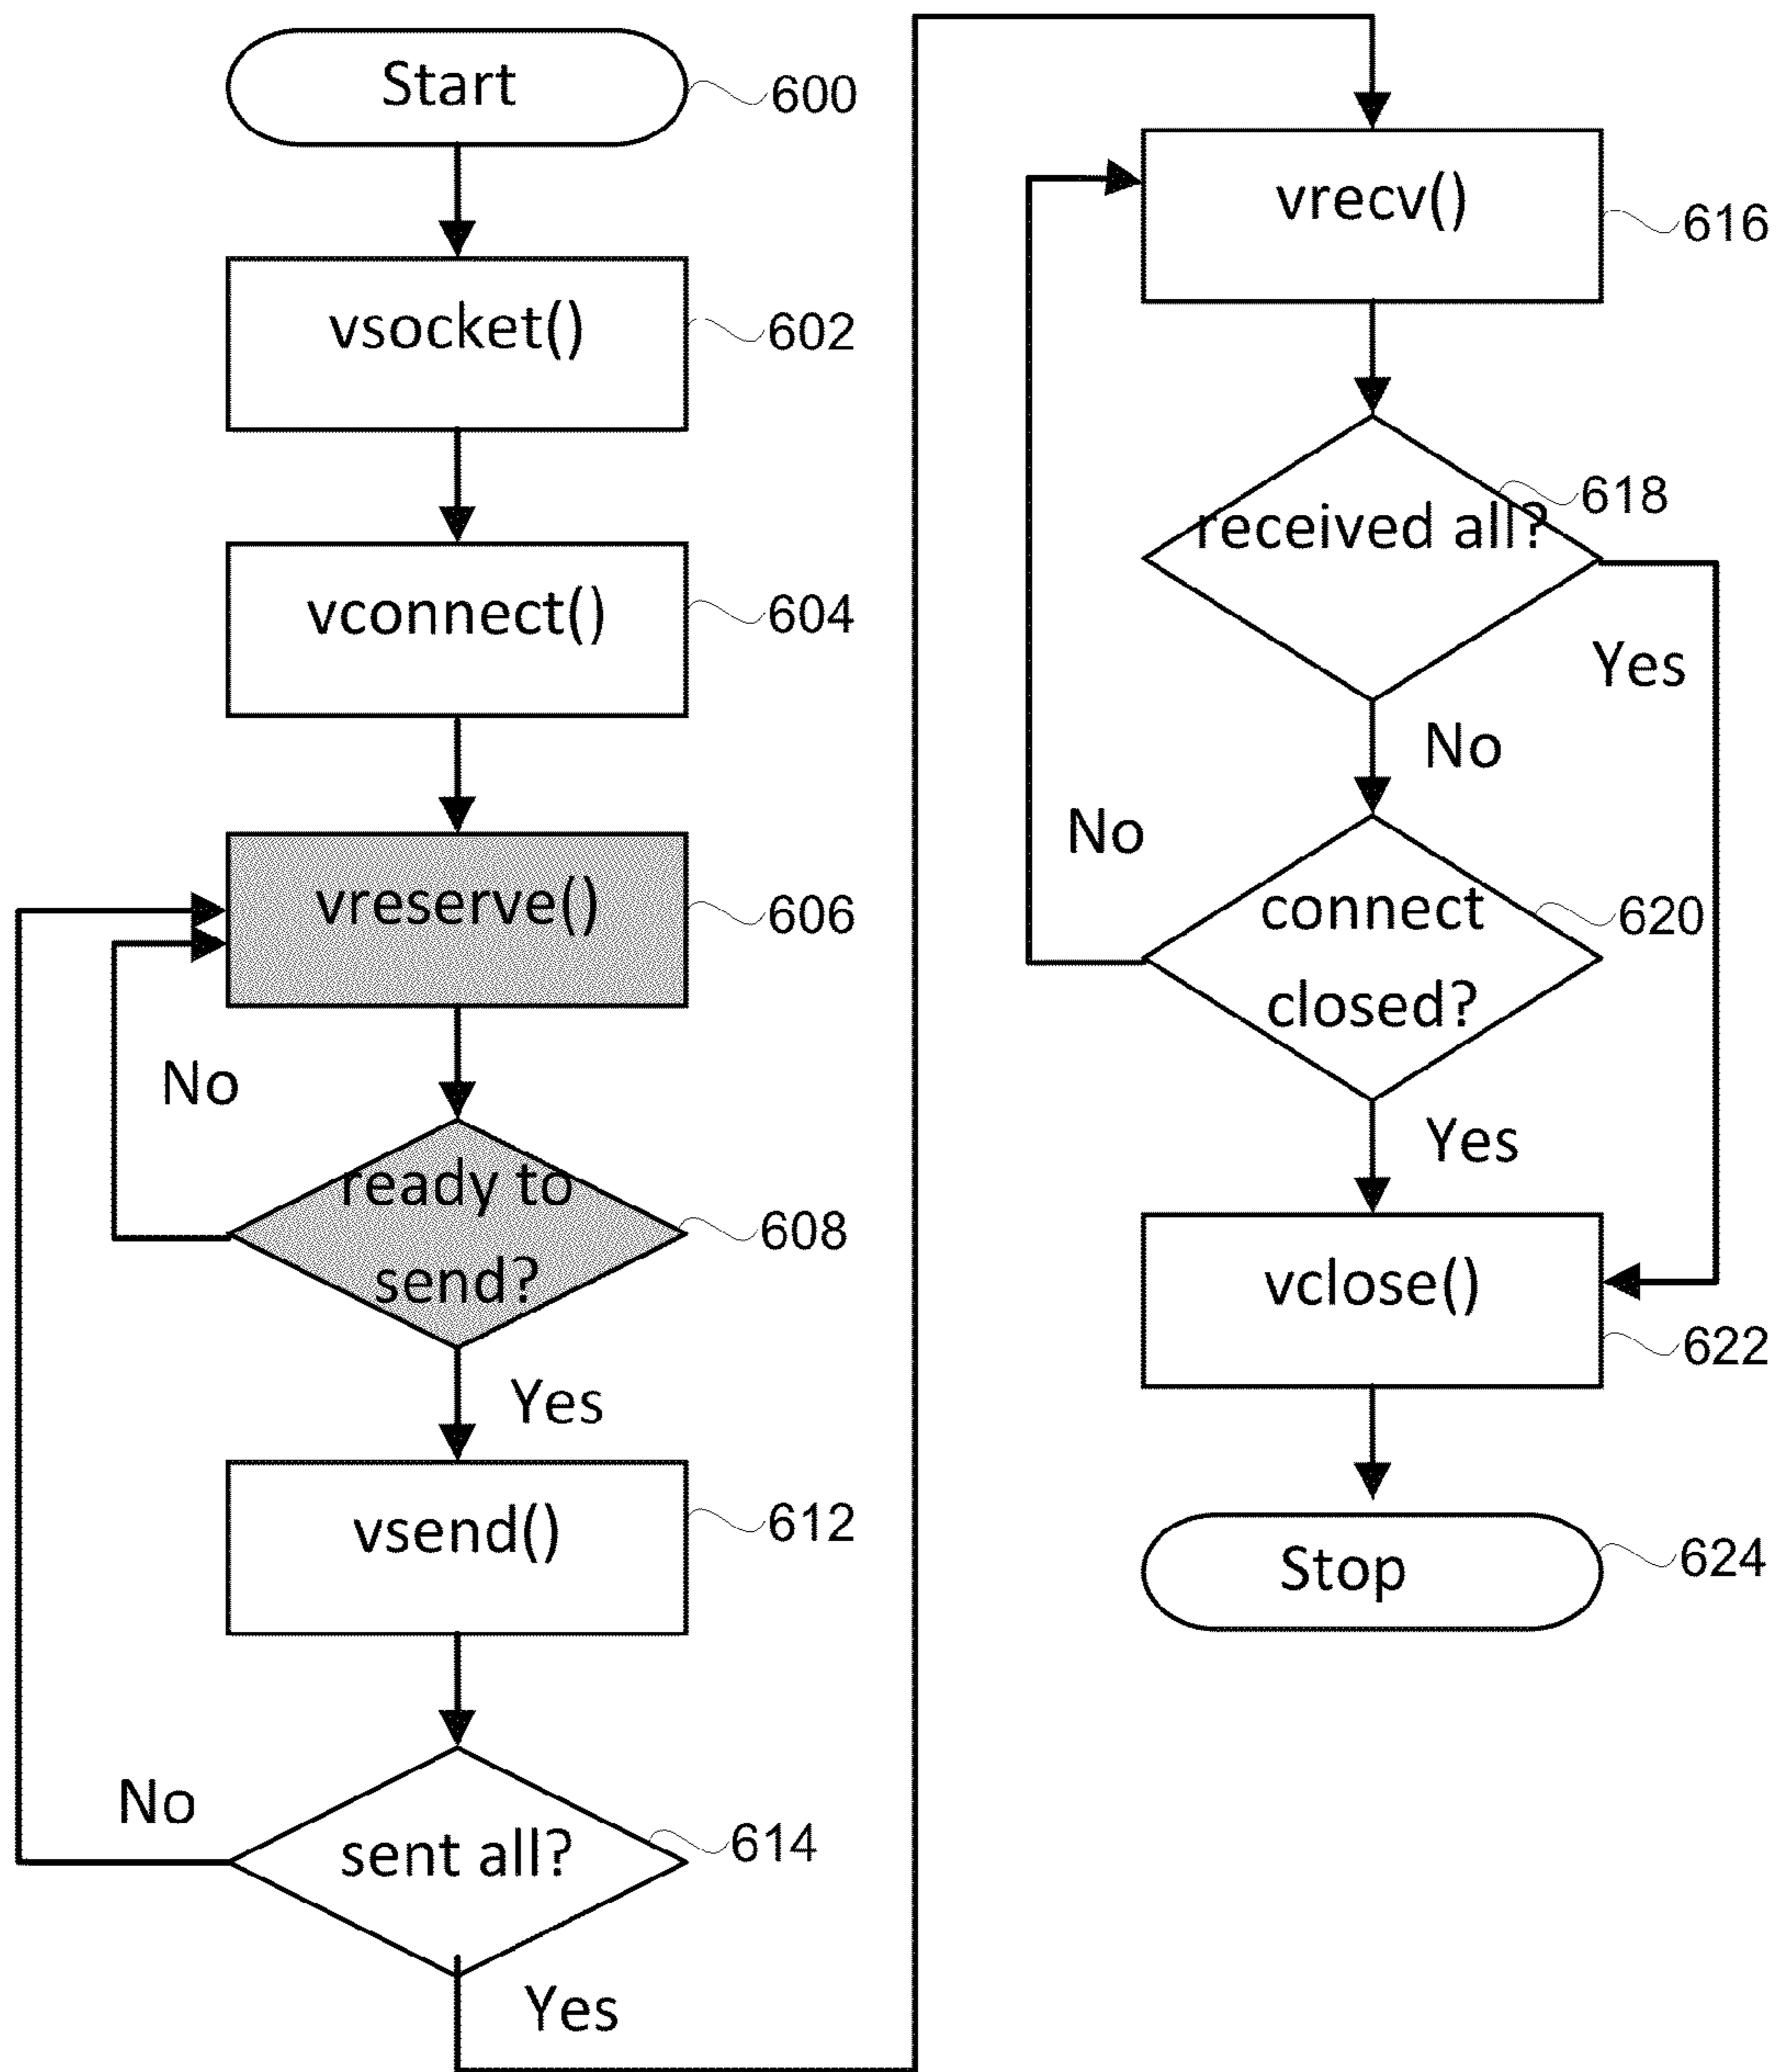 Start
600
vsocket()
602
vconnect()
604
vreserve()
606
No
ready to
send?
608
Yes
vsend()
612
No
sent all?
614
Yes
vrecv()
616
received all?
618
Yes
No
No
connect
closed?
620
Yes
vclose()
622
Stop
624